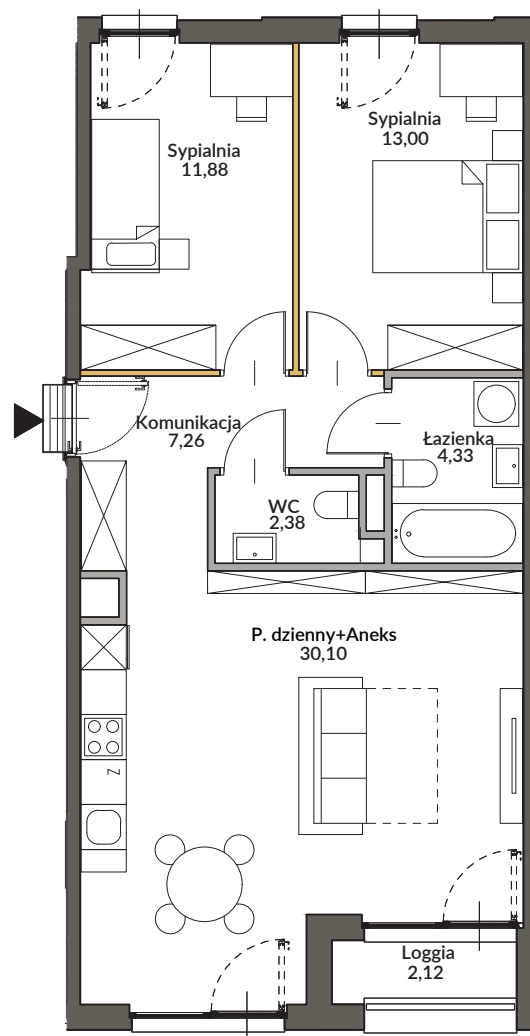 Sypialnia
11,88
Sypialnia
13,00
Komunikacja
7,26
Łazienka
4,33
WC
2,38
P. dzienny+Aneks
30,10
Z
Loggia
2,12